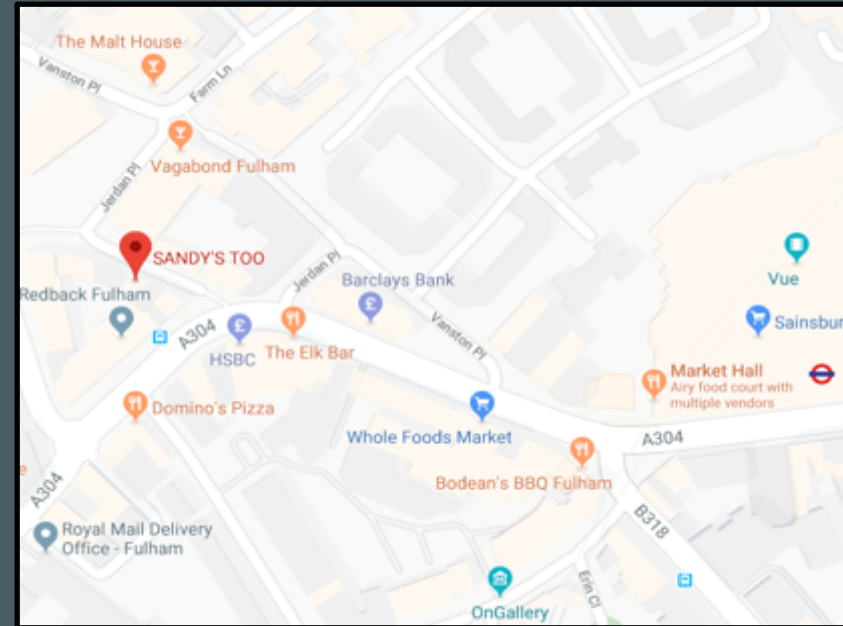 The Malt House
Vanston Pl
Farm Ln
Vagabond Fulham
Jerdan Pl
SANDY'S TOO
Jerdan Pl
Vue
Redback Fulham
Barclays Bank
£
A304
£
HSBC
The Elk Bar
Vanston Pl
Sainsbur
Market Hall
Airy food court with
multiple vendors
Domino's Pizza
Whole Foods Market
A304
Bodean's BBQ Fulham
e
A304
B318
Royal Mail Delivery
Office - Fulham
Erin Cl
OnGallery